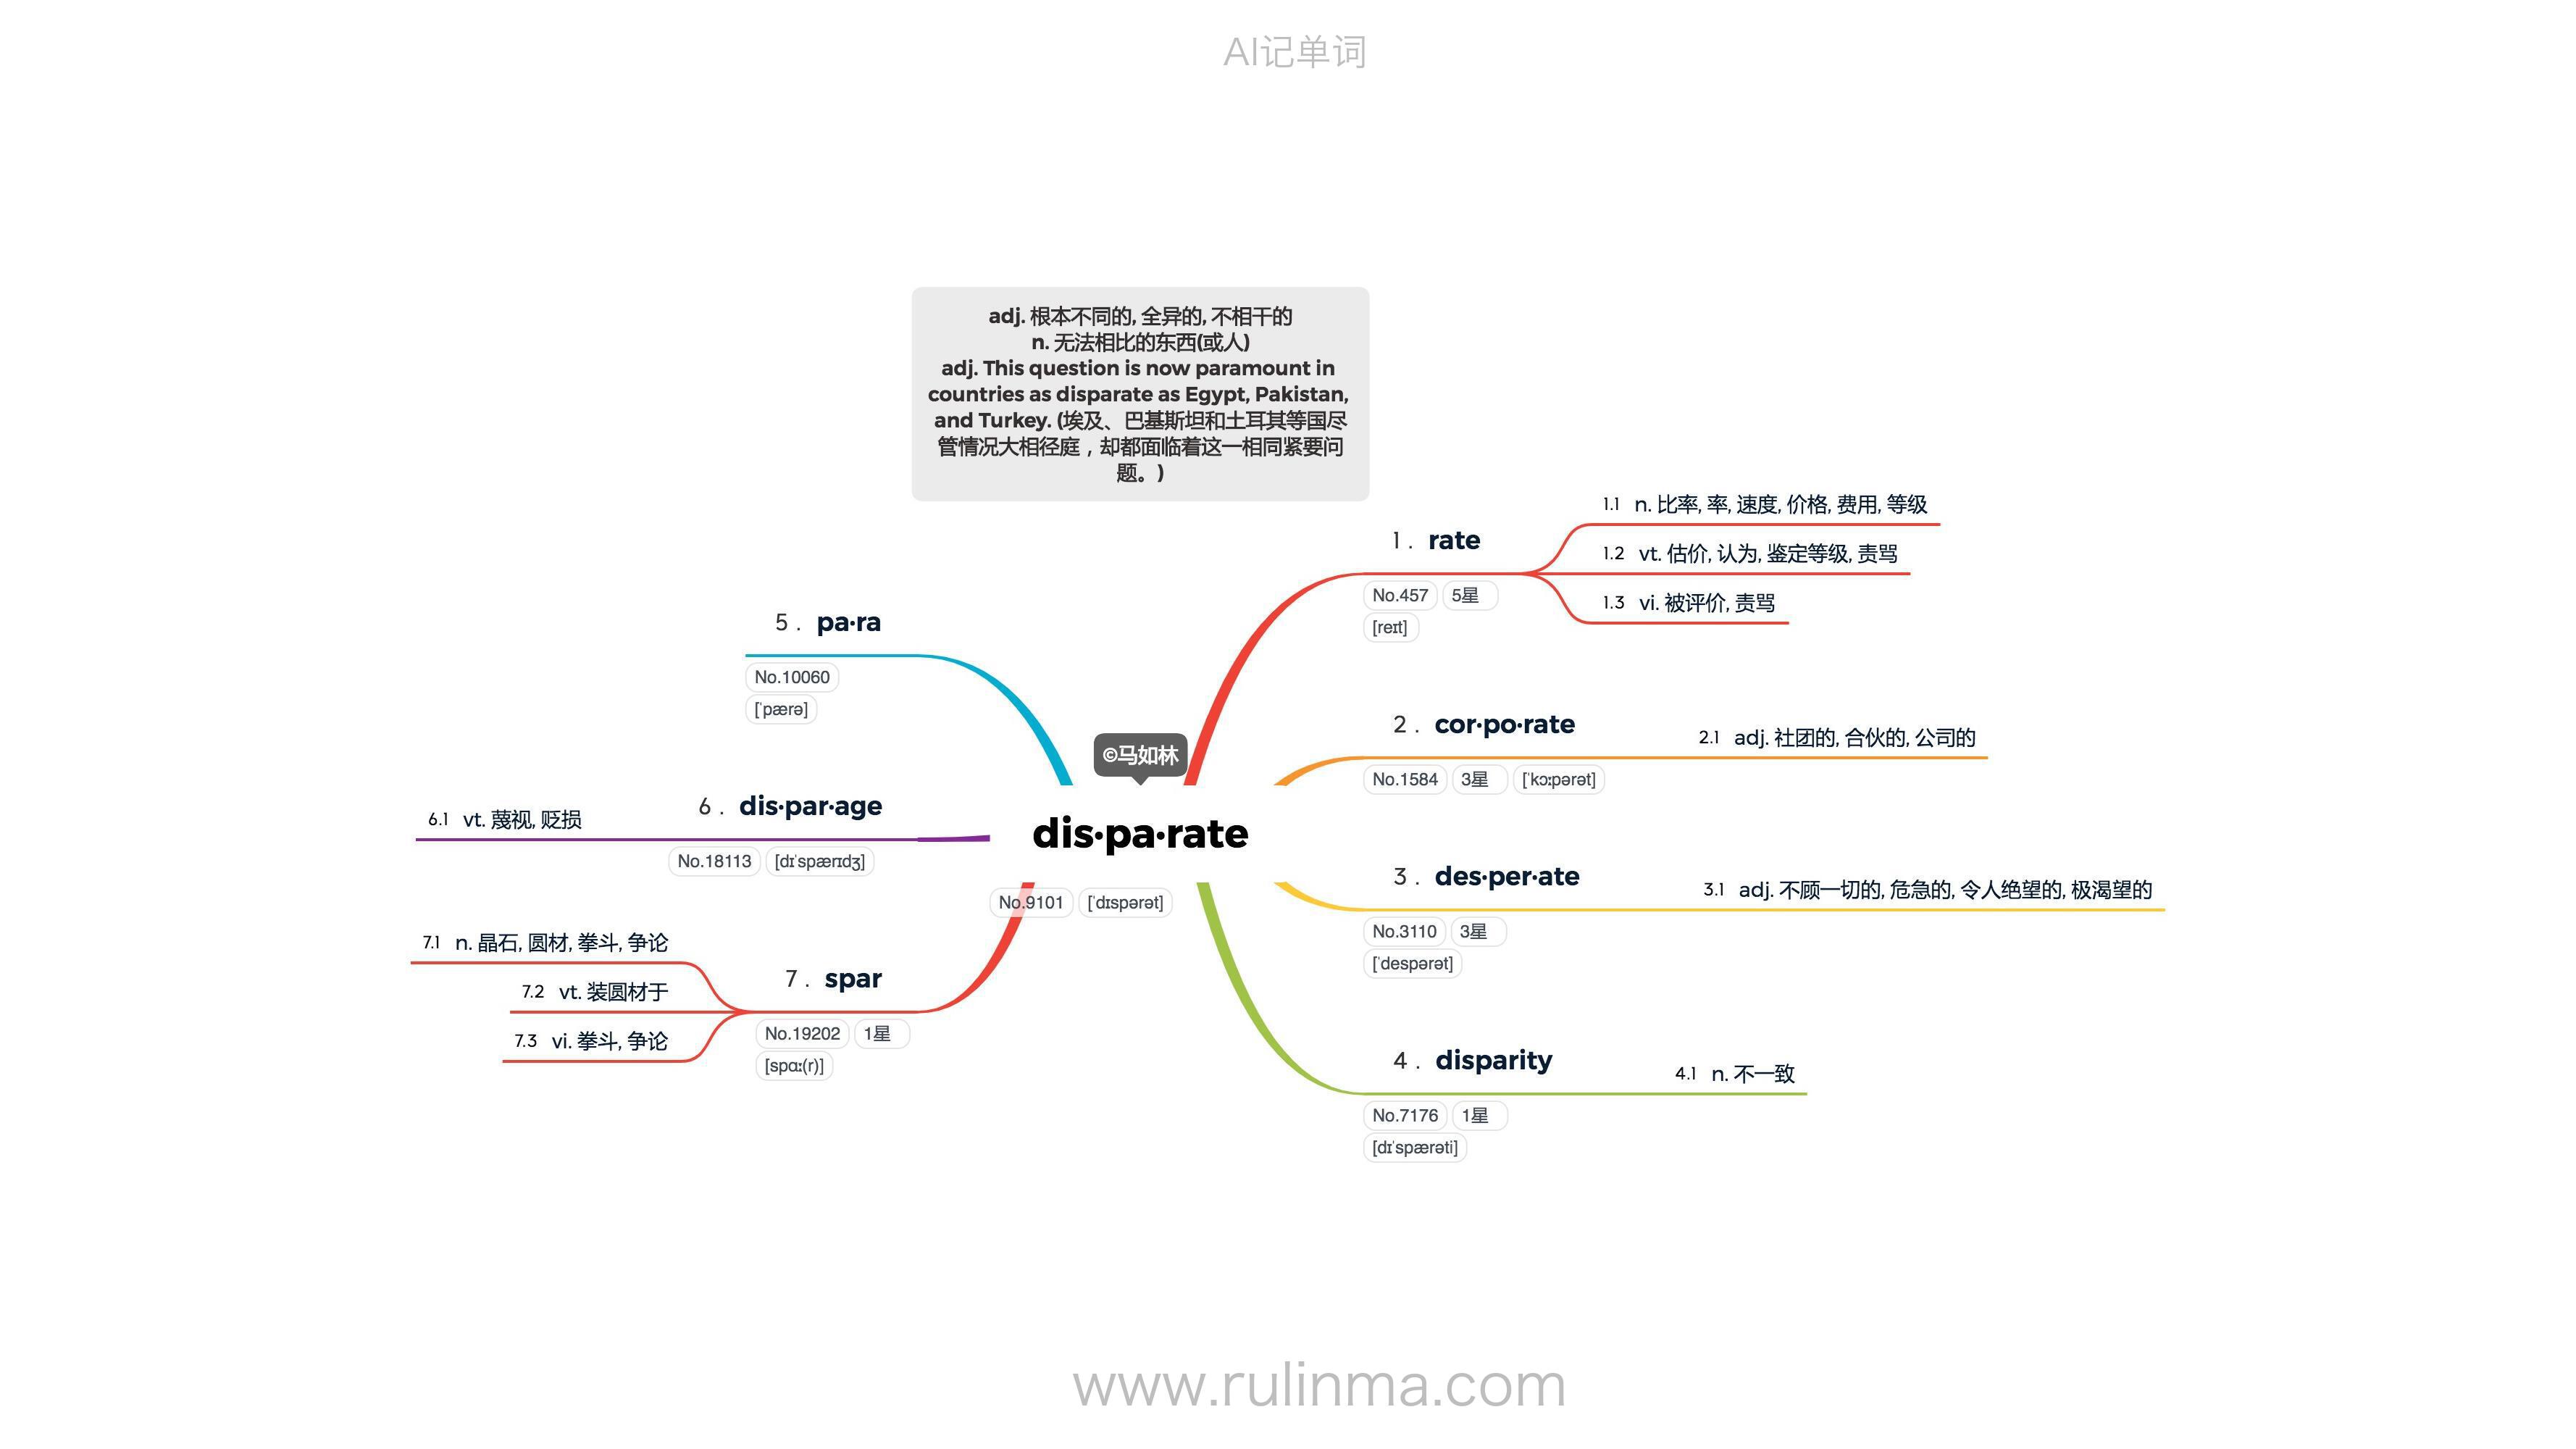 AI记单词
adj. 根本不同的, 全异的, 不相干的
n. 无法相比的东西(或人)
adj. This question is now paramount in
countries as disparate as Egypt, Pakistan,
and Turkey. (埃及、巴基斯坦和土耳其等国尽
管情况大相径庭，却都面临着这一相同紧要问
题。)
©马如林
dis·pa·rate
No.9101 [ˈdɪspərət]
1. rate
No.457 5星
[reɪt]
1.1 n. 比率, 率, 速度, 价格, 费用, 等级
1.2 vt. 估价, 认为, 鉴定等级, 责骂
1.3 vi. 被评价, 责骂
2. cor·po·rate
No.1584 3星 [ˈkɔːpərət]
2.1 adj. 社团的, 合伙的, 公司的
3. des·per·ate
No.3110 3星
[ˈdespərət]
3.1 adj. 不顾一切的, 危急的, 令人绝望的, 极渴望的
4. disparity
No.7176 1星
[dɪˈspærəti]
4.1 n. 不一致
5. pa·ra
No.10060
[ˈpærə]
6. dis·par·age
No.18113 [dɪˈspærɪdʒ]
6.1 vt. 蔑视, 贬损
7. spar
No.19202 1星
[spɑː(r)]
7.1 n. 晶石, 圆材, 拳斗, 争论
7.2 vt. 装圆材于
7.3 vi. 拳斗, 争论
www.rulinma.com